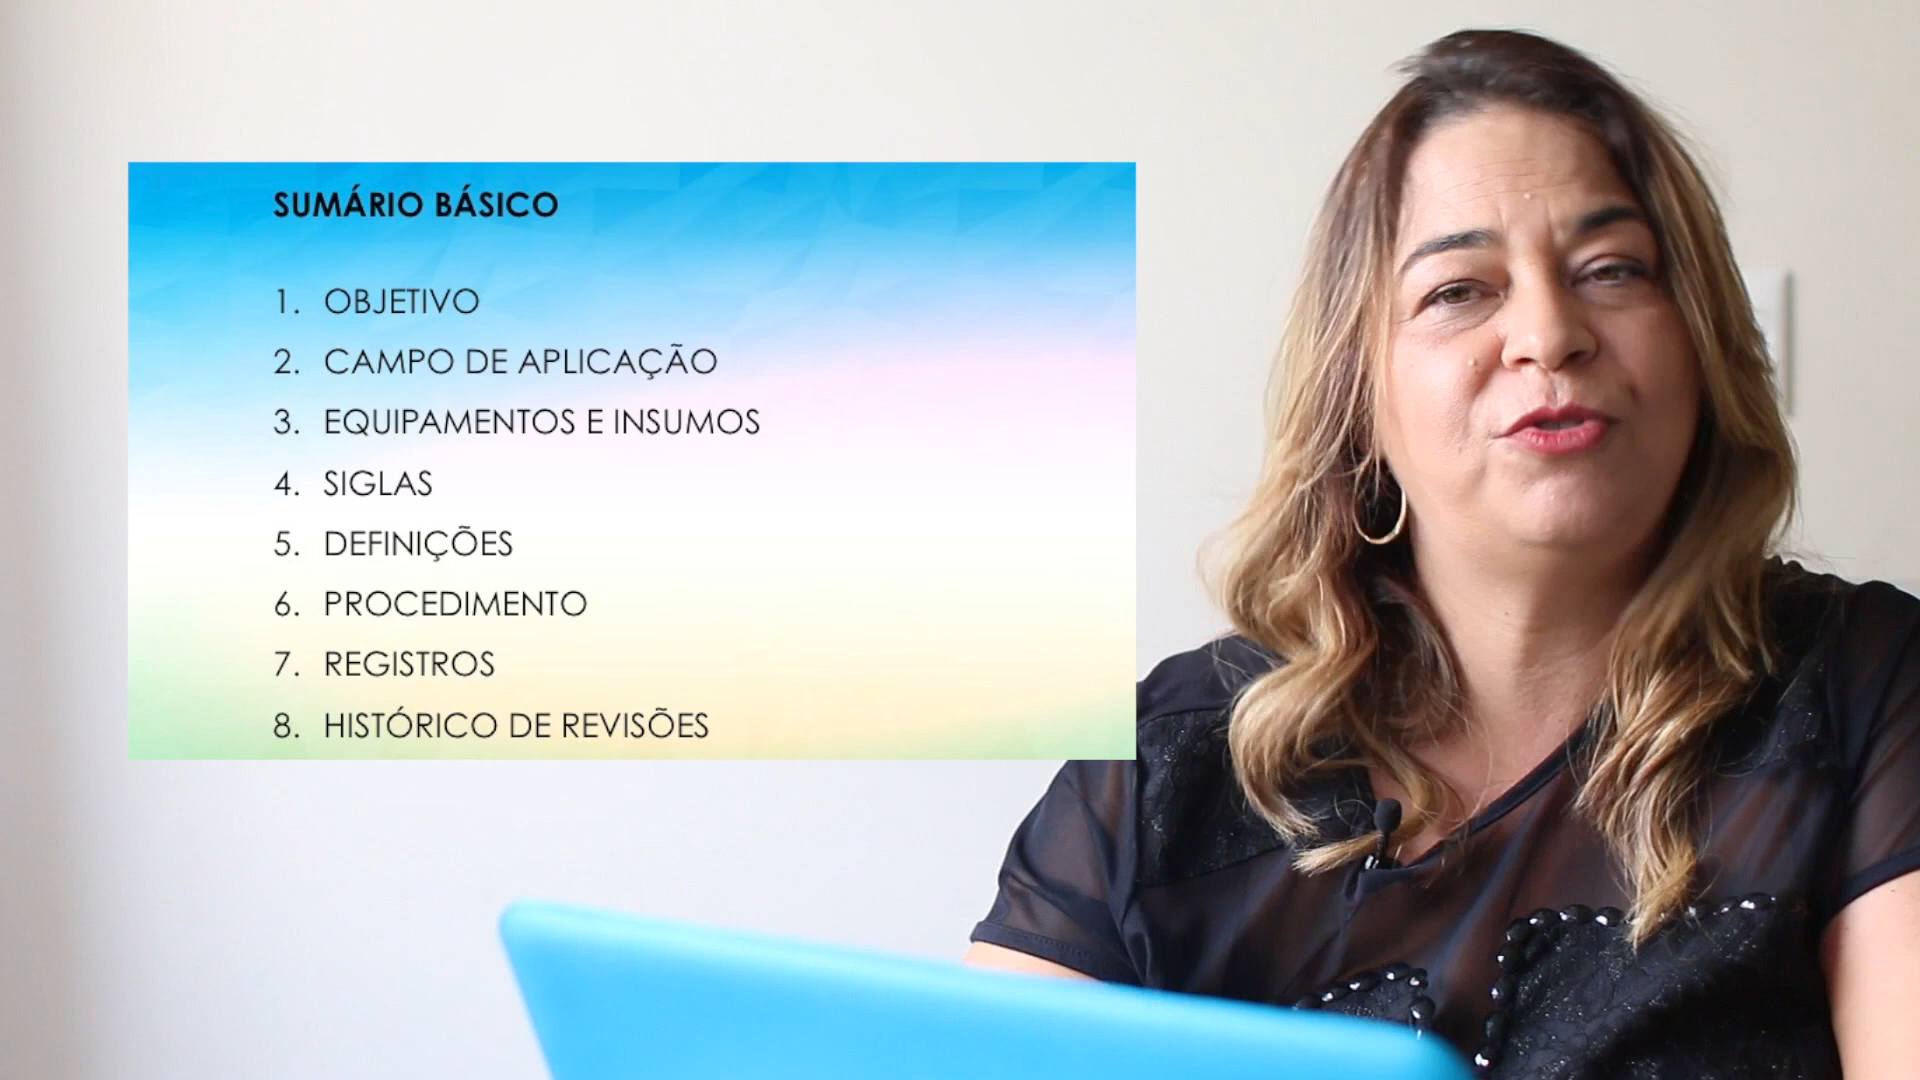 SUMÁRIO BÁSICO
1. OBJETIVO
2. CAMPO DE APLICAÇÃO
3. EQUIPAMENTOS E INSUMOS
4. SIGLAS
5. DEFINIÇÕES
6. PROCEDIMENTO
7. REGISTROS
8. HISTÓRICO DE REVISÕES